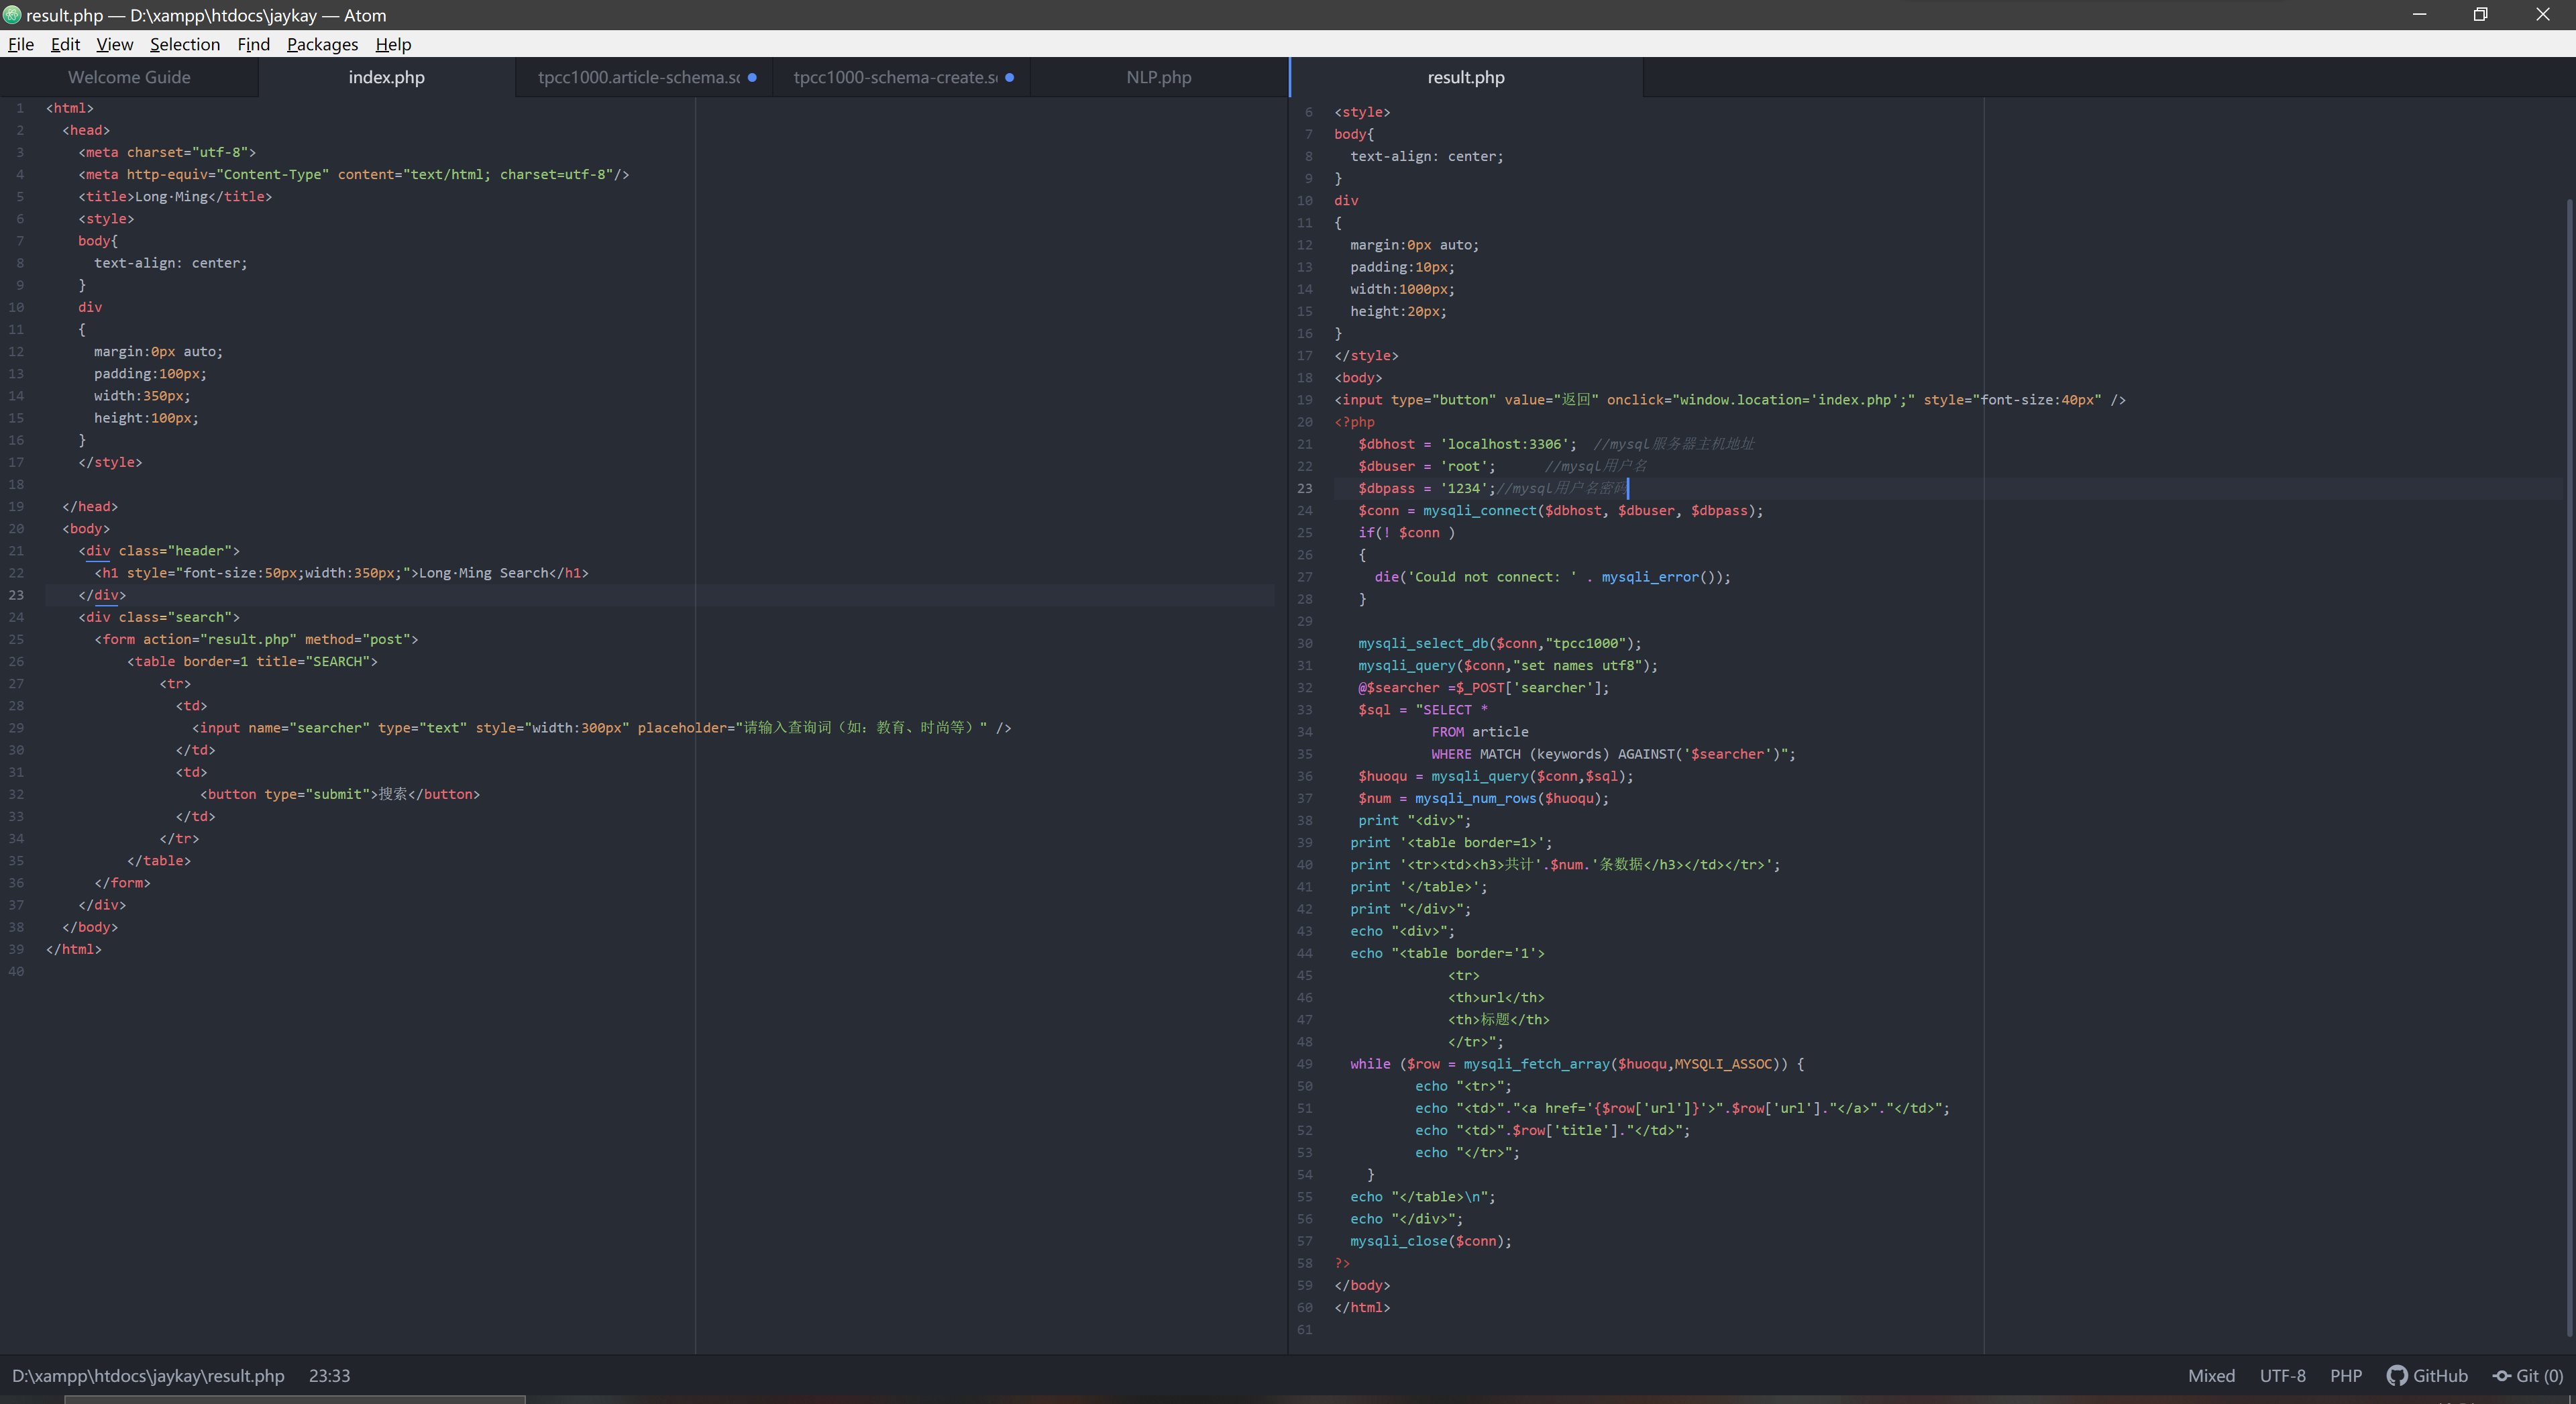 result.php — D:\xampp\htdocs\jaykay — Atom
File Edit View Selection Find Packages Help
Welcome Guide index.php tpcc1000.article-schema.sc tpcc1000-schema-create.s NLP.php result.php
1 <html>
2 <head>
3 <meta charset="utf-8">
4 <meta http-equiv="Content-Type" content="text/html; charset=utf-8"/>
5 <title>Long·Ming</title>
6 <style>
7 body{
8 text-align: center;
9 }
10 div
11 {
12 margin:0px auto;
13 padding:100px;
14 width:350px;
15 height:100px;
16 }
17 </style>
18
19 </head>
20 <body>
21 <div class="header">
22 <h1 style="font-size:50px;width:350px;">Long·Ming Search</h1>
23 </div>
24 <div class="search">
25 <form action="result.php" method="post">
26 <table border=1 title="SEARCH">
27 <tr>
28 <td>
29 <input name="searcher" type="text" style="width:300px" placeholder="请输入查询词（如：教育、时尚等）" />
30 </td>
31 <td>
32 <button type="submit">搜索</button>
33 </td>
34 </tr>
35 </table>
36 </form>
37 </div>
38 </body>
39 </html>
40
6 <style>
7 body{
8 text-align: center;
9 }
10 div
11 {
12 margin:0px auto;
13 padding:10px;
14 width:1000px;
15 height:20px;
16 }
17 </style>
18 <body>
19 <input type="button" value="返回" onclick="window.location='index.php';" style="font-size:40px" />
20 <?php
21 $dbhost = 'localhost:3306'; //mysql服务器主机地址
22 $dbuser = 'root'; //mysql用户名
23 $dbpass = '1234';//mysql用户名密码
24 $conn = mysqli_connect($dbhost, $dbuser, $dbpass);
25 if(! $conn )
26 {
27 die('Could not connect: ' . mysqli_error());
28 }
29
30 mysqli_select_db($conn,"tpcc1000");
31 mysqli_query($conn,"set names utf8");
32 @$searcher =$_POST['searcher'];
33 $sql = "SELECT *
34 FROM article
35 WHERE MATCH (keywords) AGAINST('$searcher')";
36 $huoqu = mysqli_query($conn,$sql);
37 $num = mysqli_num_rows($huoqu);
38 print "<div>";
39 print '<table border=1>';
40 print '<tr><td><h3>共计'.$num.'条数据</h3></td></tr>';
41 print '</table>';
42 print "</div>";
43 echo "<div>";
44 echo "<table border='1'>
45 <tr>
46 <th>url</th>
47 <th>标题</th>
48 </tr>";
49 while ($row = mysqli_fetch_array($huoqu,MYSQLI_ASSOC)) {
50 echo "<tr>";
51 echo "<td>"."<a href='{$row['url']}'>".$row['url']."</a>"."</td>";
52 echo "<td>".$row['title']."</td>";
53 echo "</tr>";
54 }
55 echo "</table>\n";
56 echo "</div>";
57 mysqli_close($conn);
58 ?>
59 </body>
60 </html>
61
D:\xampp\htdocs\jaykay\result.php 23:33 Mixed UTF-8 PHP GitHub Git (0)